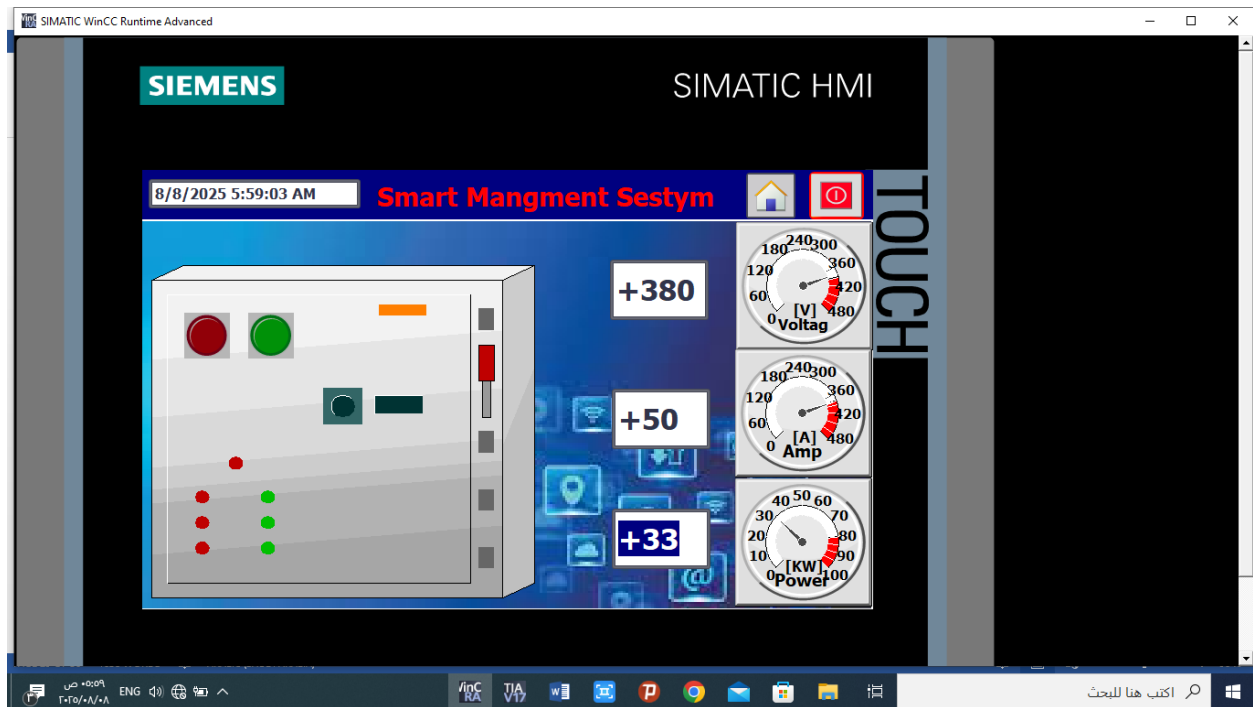 SIMATIC WinCC Runtime Advanced
SIEMENS
SIMATIC HMI
TOUCH
8/8/2025 5:59:03 AM
Smart Mangment Sestym
+380
0 60 120 180 240 300 360 420 480
[V]
Voltag
+50
0 60 120 180 240 300 360 420 480
[A]
Amp
+33
0 10 20 30 40 50 60 70 80 90 100
[KW]
Power
@
ENG
W
اكتب هنا للبحث